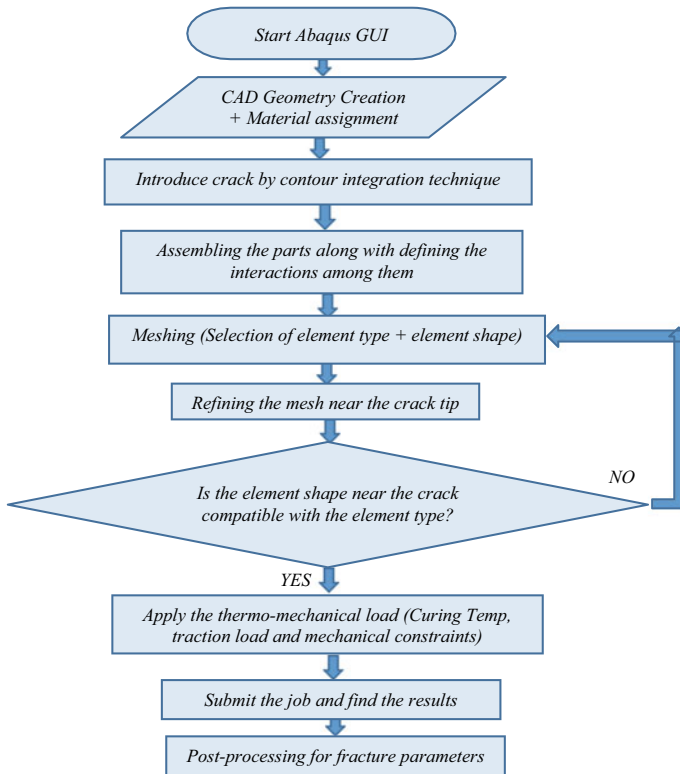 Start Abaqus GUI
CAD Geometry Creation
+ Material assignment
Introduce crack by contour integration technique
Assembling the parts along with defining the
interactions among them
Meshing (Selection of element type + element shape)
Refining the mesh near the crack tip
Is the element shape near the crack
compatible with the element type?
NO
YES
Apply the thermo-mechanical load (Curing Temp,
traction load and mechanical constraints)
Submit the job and find the results
Post-processing for fracture parameters